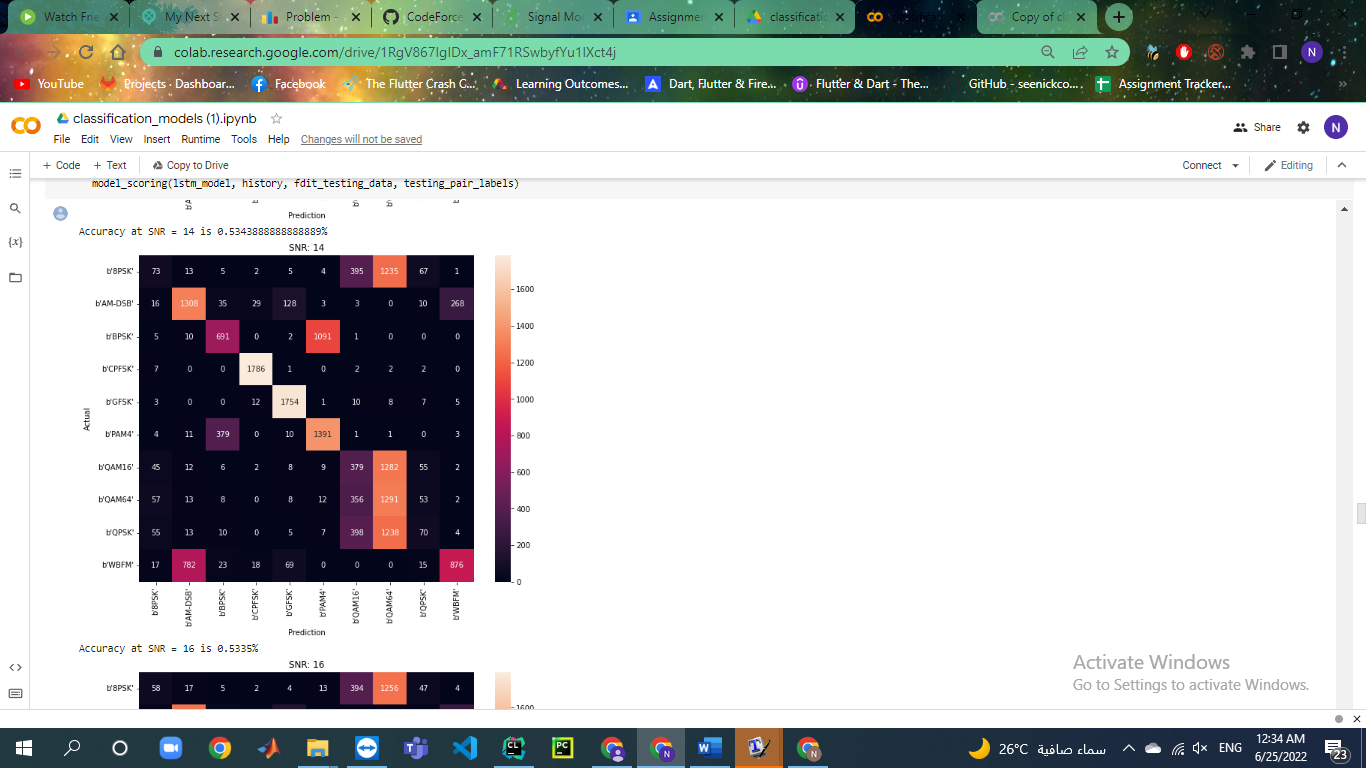 Watch Frie
My Next S
Problem -
CodeForce
Signal Mo
Assignmen
classificatio
Copy of cl
colab.research.google.com/drive/1RgV867IgIDx_amF71RSwbyfYu1IXct4j
N
YouTube
Projects · Dashboar...
Facebook
The Flutter Crash C...
Learning Outcomes...
Dart, Flutter & Fire...
Flutter & Dart - The...
GitHub - seenickco...
Assignment Tracker...
classification_models (1).ipynb
File Edit View Insert Runtime Tools Help Changes will not be saved
Share
N
+ Code + Text Copy to Drive
Connect Editing
model_scoring(lstm_model, history, fdit_testing_data, testing_pair_labels)
Prediction
Accuracy at SNR = 14 is 0.5343888888888889%
SNR: 14
b'8PSK' 73 13 5 2 5 4 395 1235 67 1
b'AM-DSB' 16 1308 35 29 128 3 3 0 10 268
b'BPSK' 5 10 691 0 2 1091 1 0 0 0
b'CPFSK' 7 0 0 1786 1 0 2 2 2 0
b'GFSK' 3 0 0 12 1754 1 10 8 7 5
b'PAM4' 4 11 379 0 10 1391 1 1 0 3
b'QAM16' 45 12 6 2 8 9 379 1282 55 2
b'QAM64' 57 13 8 0 8 12 356 1291 53 2
b'QPSK' 55 13 10 0 5 7 398 1238 70 4
b'WBFM' 17 782 23 18 69 0 0 0 15 876
Actual
b'8PSK' b'AM-DSB' b'BPSK' b'CPFSK' b'GFSK' b'PAM4' b'QAM16' b'QAM64' b'QPSK' b'WBFM'
Prediction
1600
1400
1200
1000
800
600
400
200
0
Accuracy at SNR = 16 is 0.5335%
SNR: 16
b'8PSK' 58 17 5 2 4 13 394 1256 47 4
1600
Activate Windows
Go to Settings to activate Windows.
26°C سماء صافية
ENG
12:34 AM
6/25/2022
23